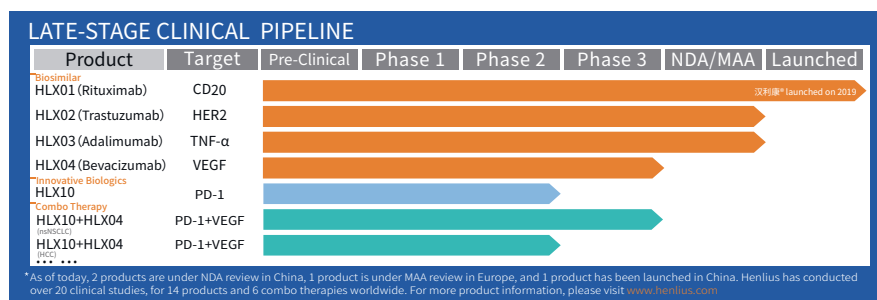 LATE-STAGE CLINICAL PIPELINE
Product Target Pre-Clinical Phase 1 Phase 2 Phase 3 NDA/MAA Launched
Biosimilar
HLX01(Rituximab) CD20 汉利康® launched on 2019
HLX02(Trastuzumab) HER2
HLX03(Adalimumab) TNF-α
HLX04(Bevacizumab) VEGF
Innovative Biologics
HLX10 PD-1
Combo Therapy
HLX10+HLX04 PD-1+VEGF
(nsNSCLC)
HLX10+HLX04 PD-1+VEGF
(HCC)
... ...
*As of today, 2 products are under NDA review in China, 1 product is under MAA review in Europe, and 1 product has been launched in China. Henlius has conducted
over 20 clinical studies, for 14 products and 6 combo therapies worldwide. For more product information, please visit www.henlius.com